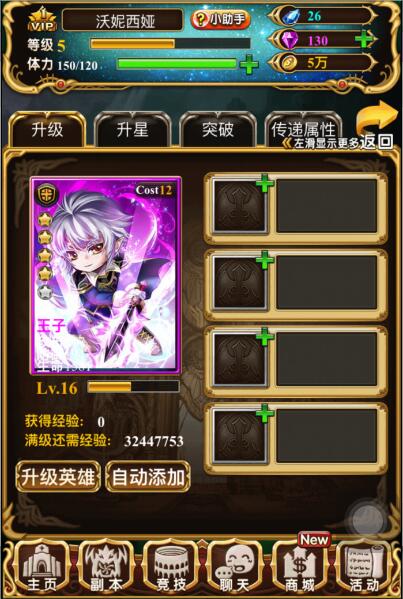 VIP 沃妮西娅 ?小助手 26
等级 5 130
体力 150/120 5万
升级 升星 突破 传递属性
《左滑显示更多 返回
Cost12
王子
Lv.16
获得经验: 0
满级还需经验: 32447753
升级英雄 自动添加
New
主页 副本 竞技 聊天 商城 活动